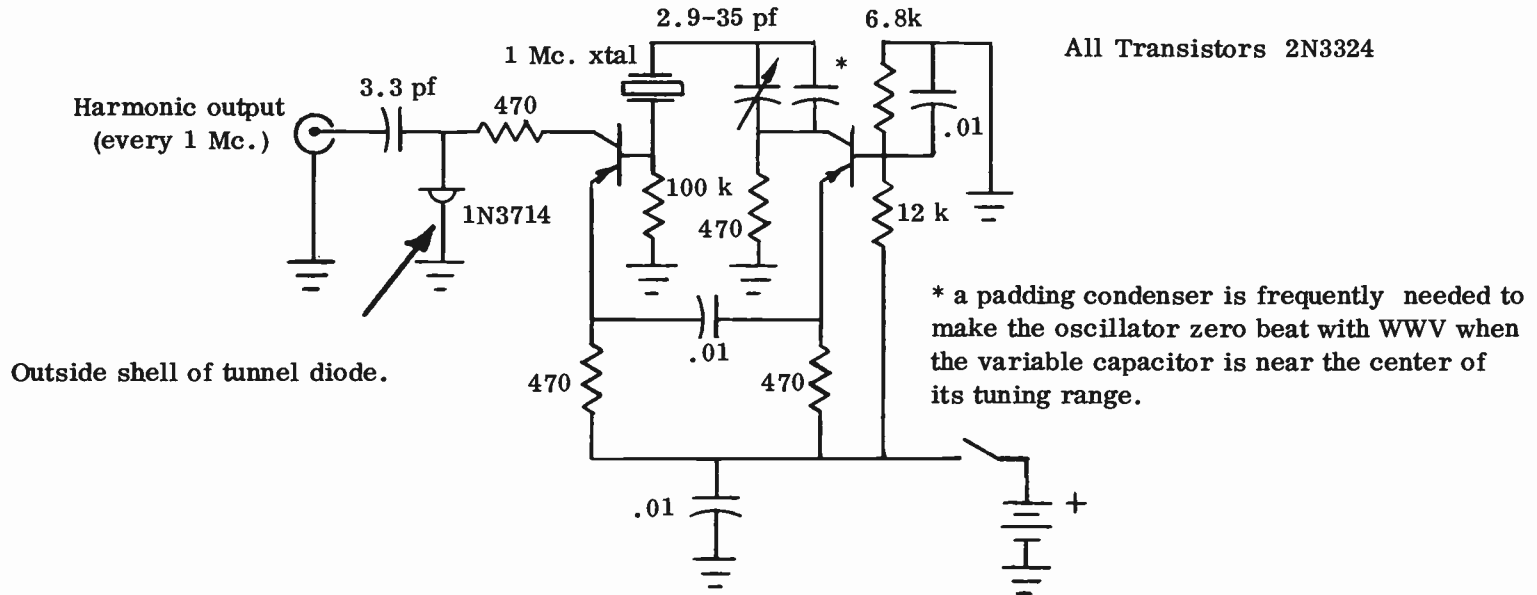 2.9-35 pf
6.8k
All Transistors 2N3324
1 Mc. xtal
*
3.3 pf
Harmonic output
(every 1 Mc.)
470
.01
100 k
1N3714
470
12 k
* a padding condenser is frequently needed to
make the oscillator zero beat with WWV when
the variable capacitor is near the center of
its tuning range.
.01
Outside shell of tunnel diode.
470
470
.01
+